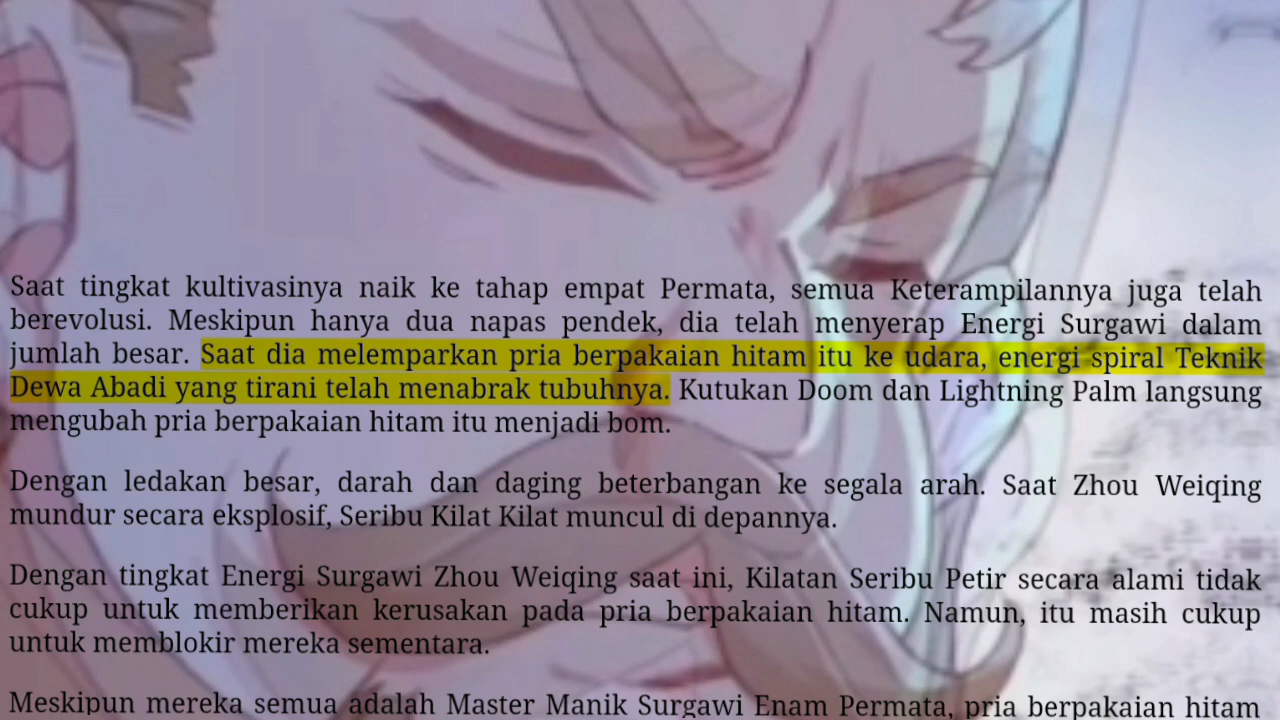 Saat tingkat kultivasinya naik ke tahap empat Permata, semua Keterampilannya juga telah
berevolusi. Meskipun hanya dua napas pendek, dia telah menyerap Energi Surgawi dalam
jumlah besar. Saat dia melemparkan pria berpakaian hitam itu ke udara, energi spiral Teknik
Dewa Abadi yang tirani telah menabrak tubuhnya. Kutukan Doom dan Lightning Palm langsung
mengubah pria berpakaian hitam itu menjadi bom.
Dengan ledakan besar, darah dan daging beterbangan ke segala arah. Saat Zhou Weiqing
mundur secara eksplosif, Seribu Kilat Kilat muncul di depannya.
Dengan tingkat Energi Surgawi Zhou Weiqing saat ini, Kilatan Seribu Petir secara alami tidak
cukup untuk memberikan kerusakan pada pria berpakaian hitam. Namun, itu masih cukup
untuk memblokir mereka sementara.
Meskipun mereka semua adalah Master Manik Surgawi Enam Permata, pria berpakaian hitam